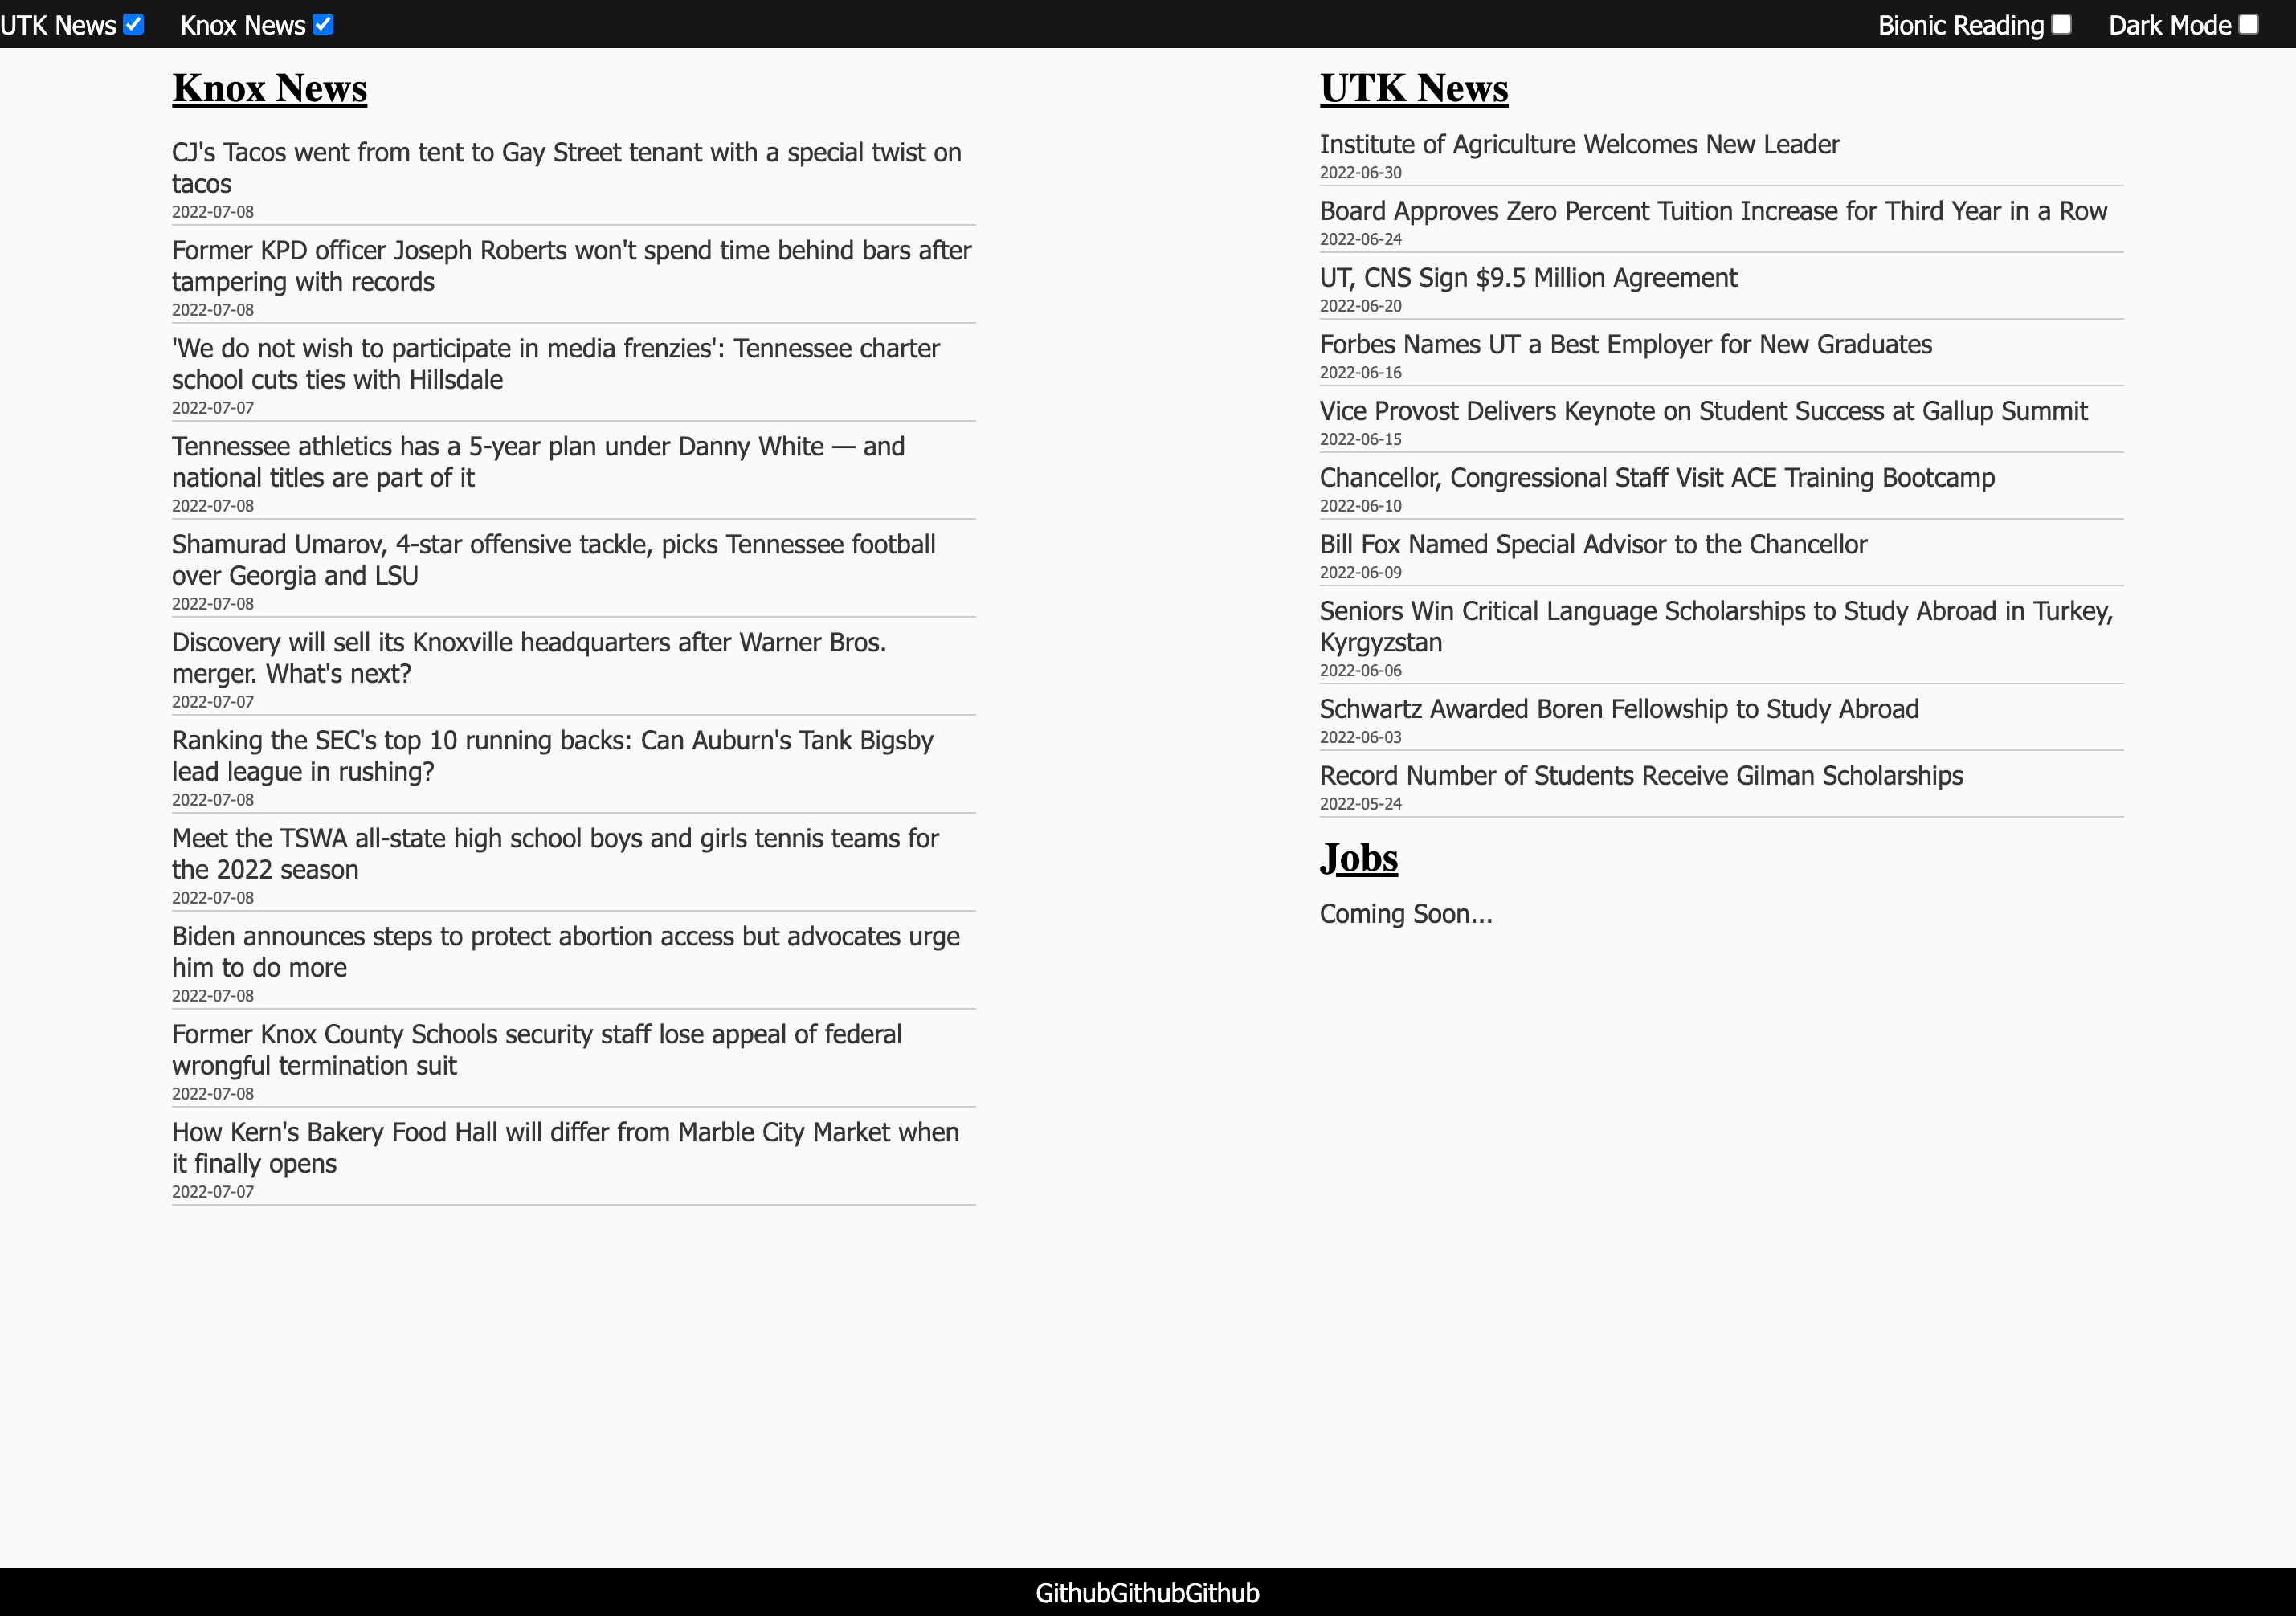 UTK News
Knox News
Bionic Reading
Dark Mode
Knox News
CJ's Tacos went from tent to Gay Street tenant with a special twist on
tacos
2022-07-08
Former KPD officer Joseph Roberts won't spend time behind bars after
tampering with records
2022-07-08
'We do not wish to participate in media frenzies': Tennessee charter
school cuts ties with Hillsdale
2022-07-07
Tennessee athletics has a 5-year plan under Danny White — and
national titles are part of it
2022-07-08
Shamurad Umarov, 4-star offensive tackle, picks Tennessee football
over Georgia and LSU
2022-07-08
Discovery will sell its Knoxville headquarters after Warner Bros.
merger. What's next?
2022-07-07
Ranking the SEC's top 10 running backs: Can Auburn's Tank Bigsby
lead league in rushing?
2022-07-08
Meet the TSWA all-state high school boys and girls tennis teams for
the 2022 season
2022-07-08
Biden announces steps to protect abortion access but advocates urge
him to do more
2022-07-08
Former Knox County Schools security staff lose appeal of federal
wrongful termination suit
2022-07-08
How Kern's Bakery Food Hall will differ from Marble City Market when
it finally opens
2022-07-07
UTK News
Institute of Agriculture Welcomes New Leader
2022-06-30
Board Approves Zero Percent Tuition Increase for Third Year in a Row
2022-06-24
UT, CNS Sign $9.5 Million Agreement
2022-06-20
Forbes Names UT a Best Employer for New Graduates
2022-06-16
Vice Provost Delivers Keynote on Student Success at Gallup Summit
2022-06-15
Chancellor, Congressional Staff Visit ACE Training Bootcamp
2022-06-10
Bill Fox Named Special Advisor to the Chancellor
2022-06-09
Seniors Win Critical Language Scholarships to Study Abroad in Turkey,
Kyrgyzstan
2022-06-06
Schwartz Awarded Boren Fellowship to Study Abroad
2022-06-03
Record Number of Students Receive Gilman Scholarships
2022-05-24
Jobs
Coming Soon...
GithubGithubGithub